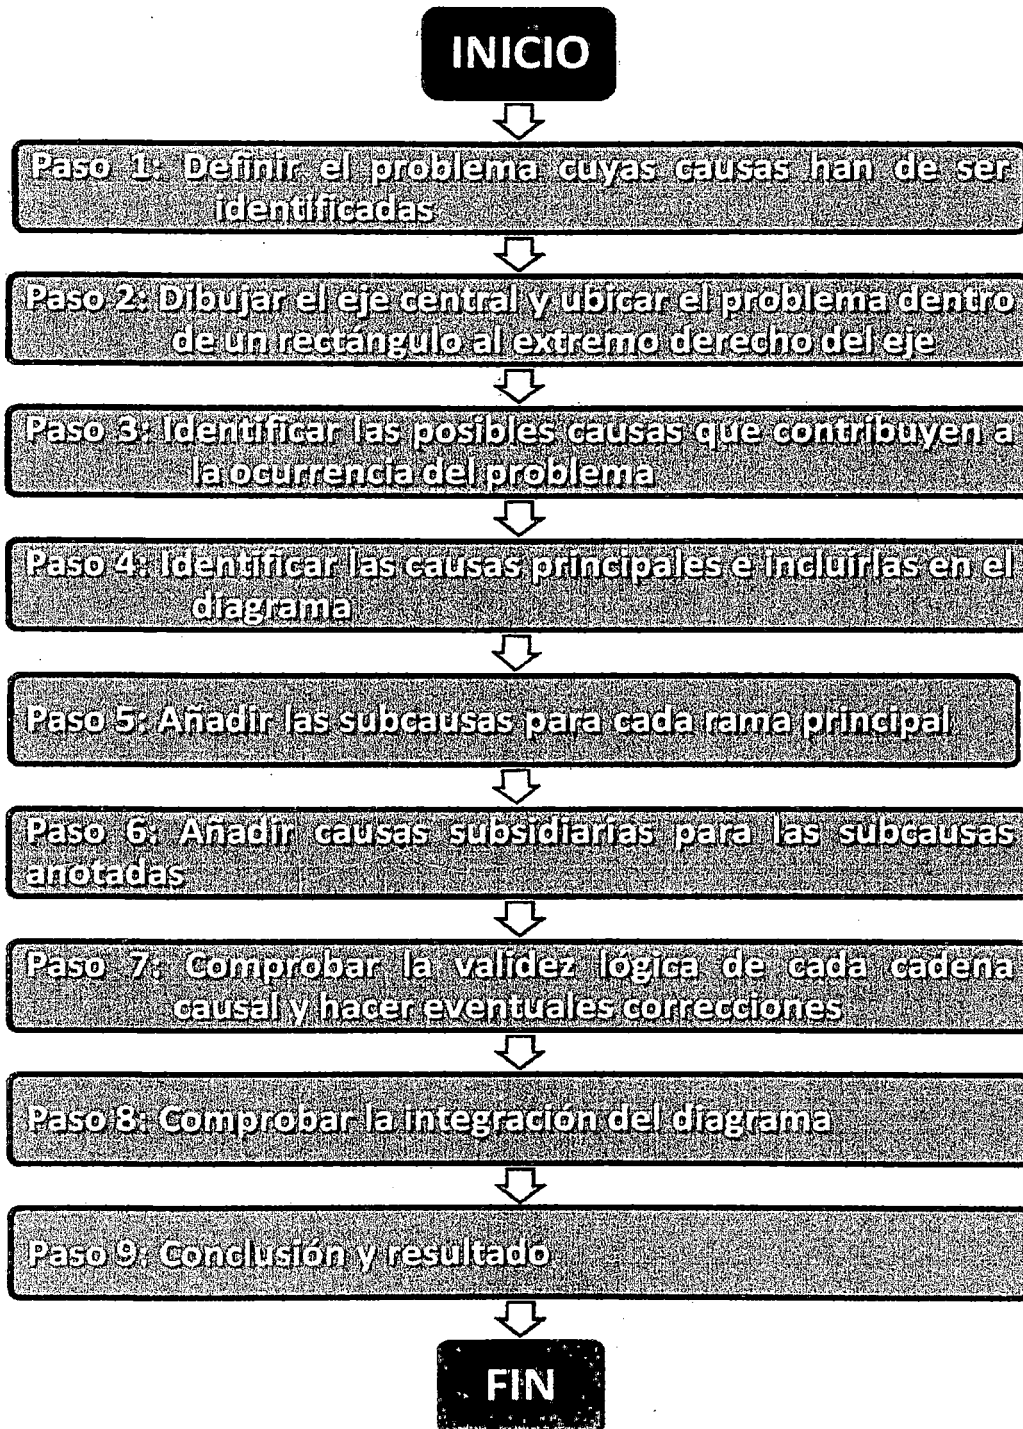 INICIO
Paso 1: Definir el problema cuyas causas han de ser
identificadas
Paso 2: Dibujar el eje central y ubicar el problema dentro
de un rectángulo al extremo derecho del eje
Paso 3: Identificar las posibles causas que contribuyen a
la ocurrencia del problema
Paso 4: Identificar las causas principales e incluirlas en el
diagrama
Paso 5: Añadir las subcausas para cada rama principal
Paso 6: Añadir causas subsidiarias para las subcausas
anotadas
Paso 7: Comprobar la validez lógica de cada cadena
causal y hacer eventuales correcciones
Paso 8: Comprobar la integración del diagrama
Paso 9: Conclusión y resultado
FIN